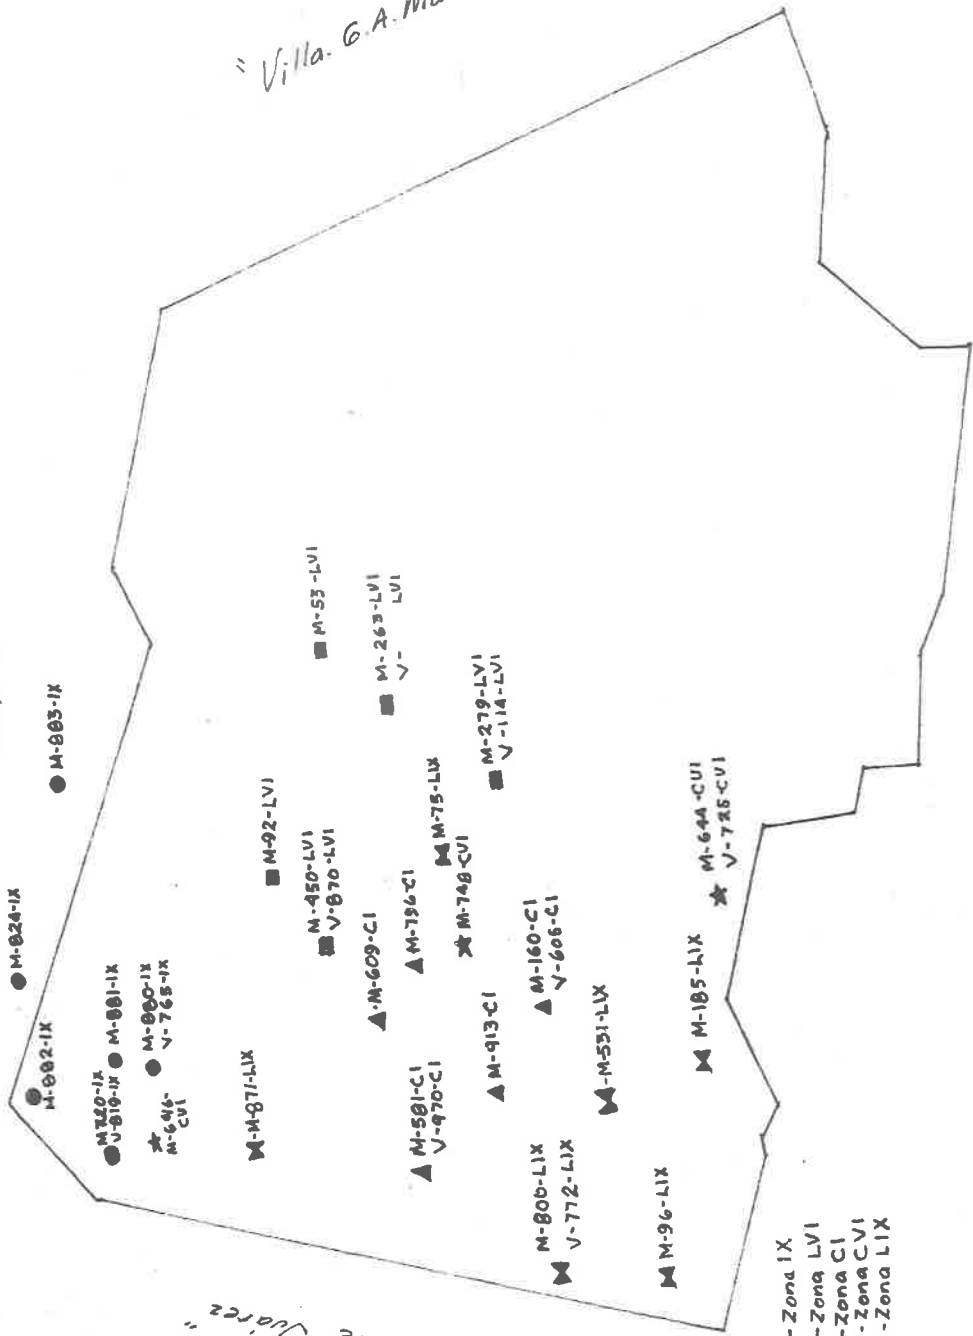 "Villa. G.A.
M-824-IX
M-883-IX
M-882-IX
M-720-IX
V-819-IX
M-881-IX
M-880-IX
V-765-IX
M-646-
CVI
M-871-LIX
M-92-LVI
M-53-LVI
M-450-LVI
V-870-LVI
M-263-LVI
V-    LVI
M-609-CI
M-796-CI
M-75-LIX
M-748-CVI
M-279-LVI
V-114-LVI
M-581-CI
V-970-CI
M-913-CI
M-160-CI
V-605-CI
M-800-LIX
V-772-LIX
M-531-LIX
M-96-LIX
M-185-LIX
M-644-CVI
V-725-CVI
Juárez"
- Zona IX
- Zona LVI
- Zona CI
- Zona CVI
- Zona LIX